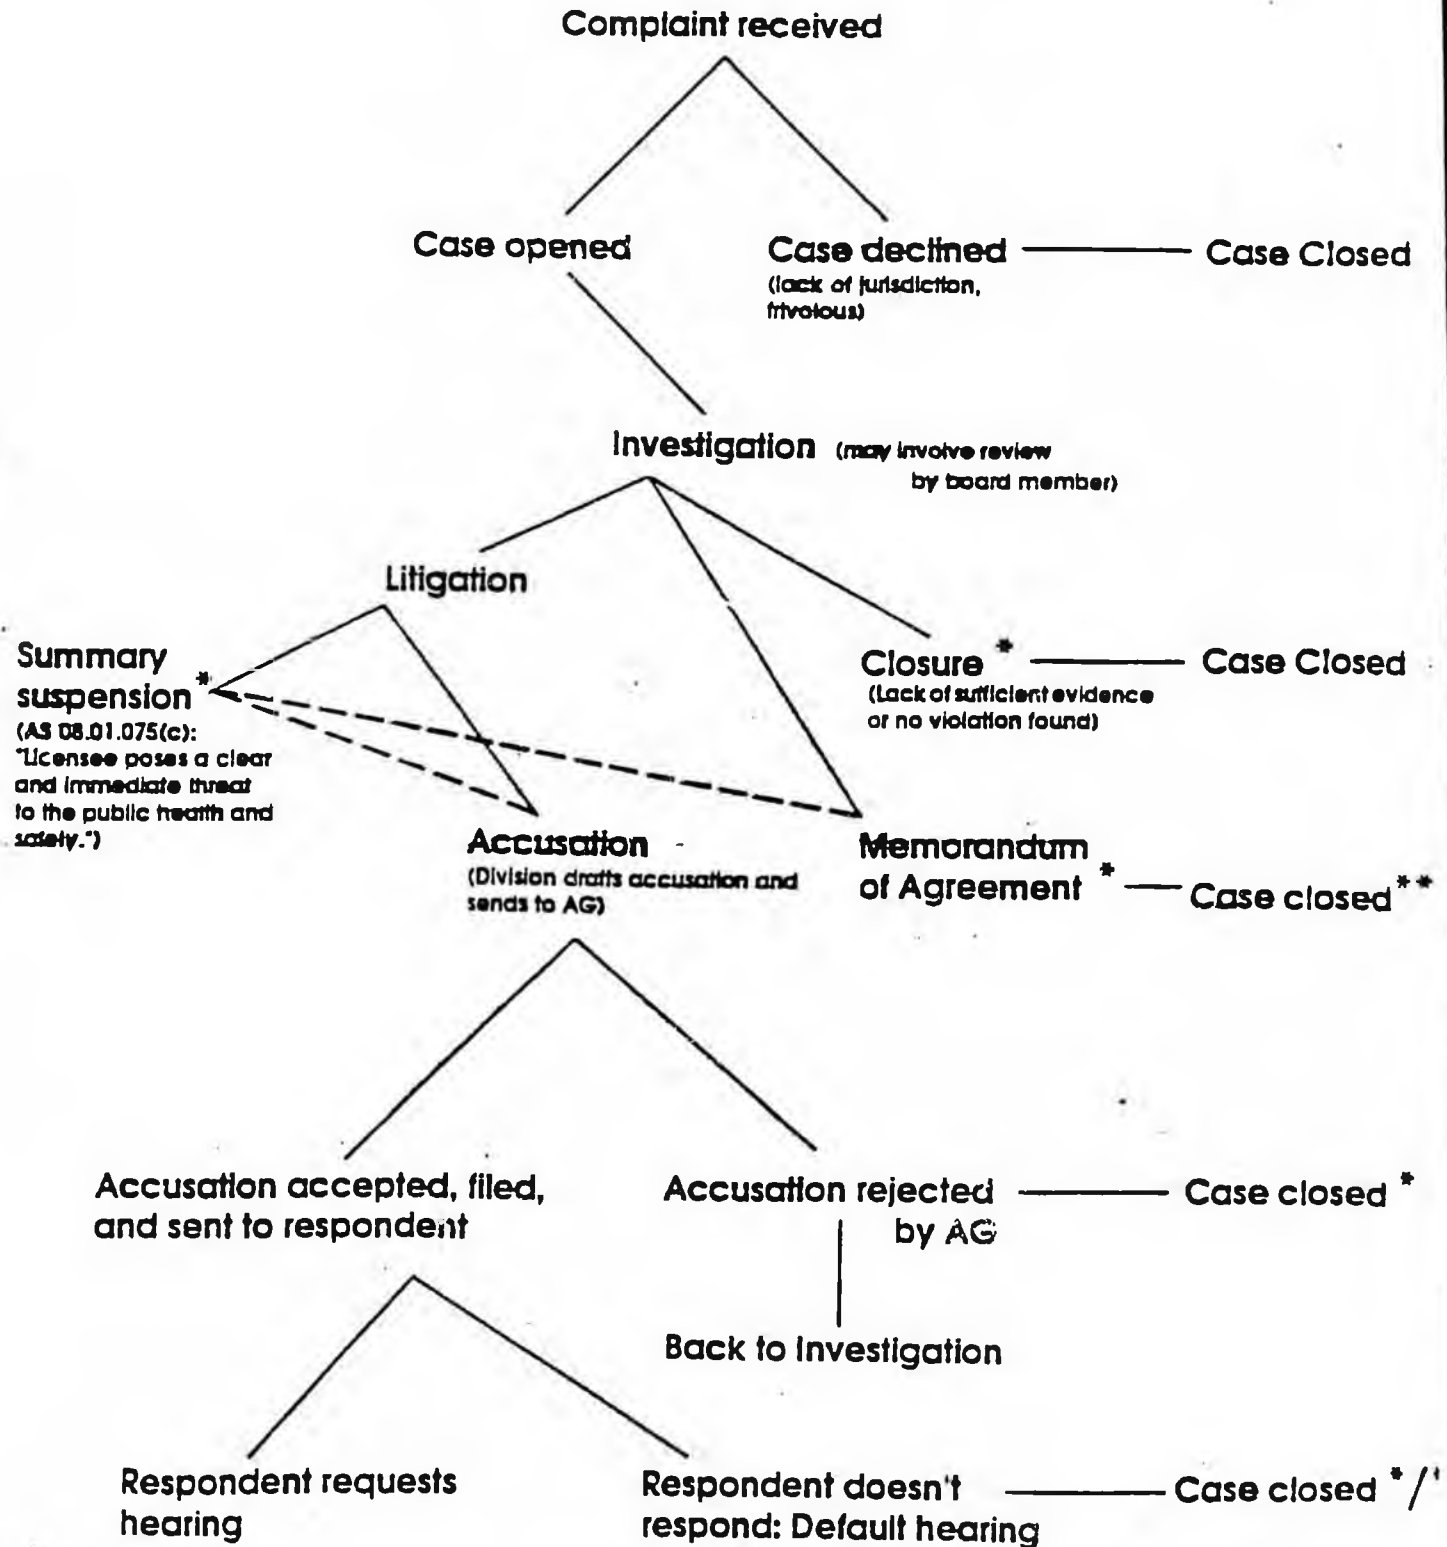 Complaint received
Case opened
Case declined
(lack of jurisdiction,
frivolous)
Case Closed
Investigation (may involve review
by board member)
Litigation
Summary
suspension *
(AS 08.01.075(c):
"Licensee poses a clear
and immediate threat
to the public health and
safety.")
Closure *
(Lack of sufficient evidence
or no violation found)
Case Closed
Accusation
(Division drafts accusation and
sends to AG)
Memorandum
of Agreement *
Case closed **
Accusation accepted, filed,
and sent to respondent
Accusation rejected
by AG
Case closed *
Back to Investigation
Respondent requests
hearing
Respondent doesn't
respond: Default hearing
Case closed */